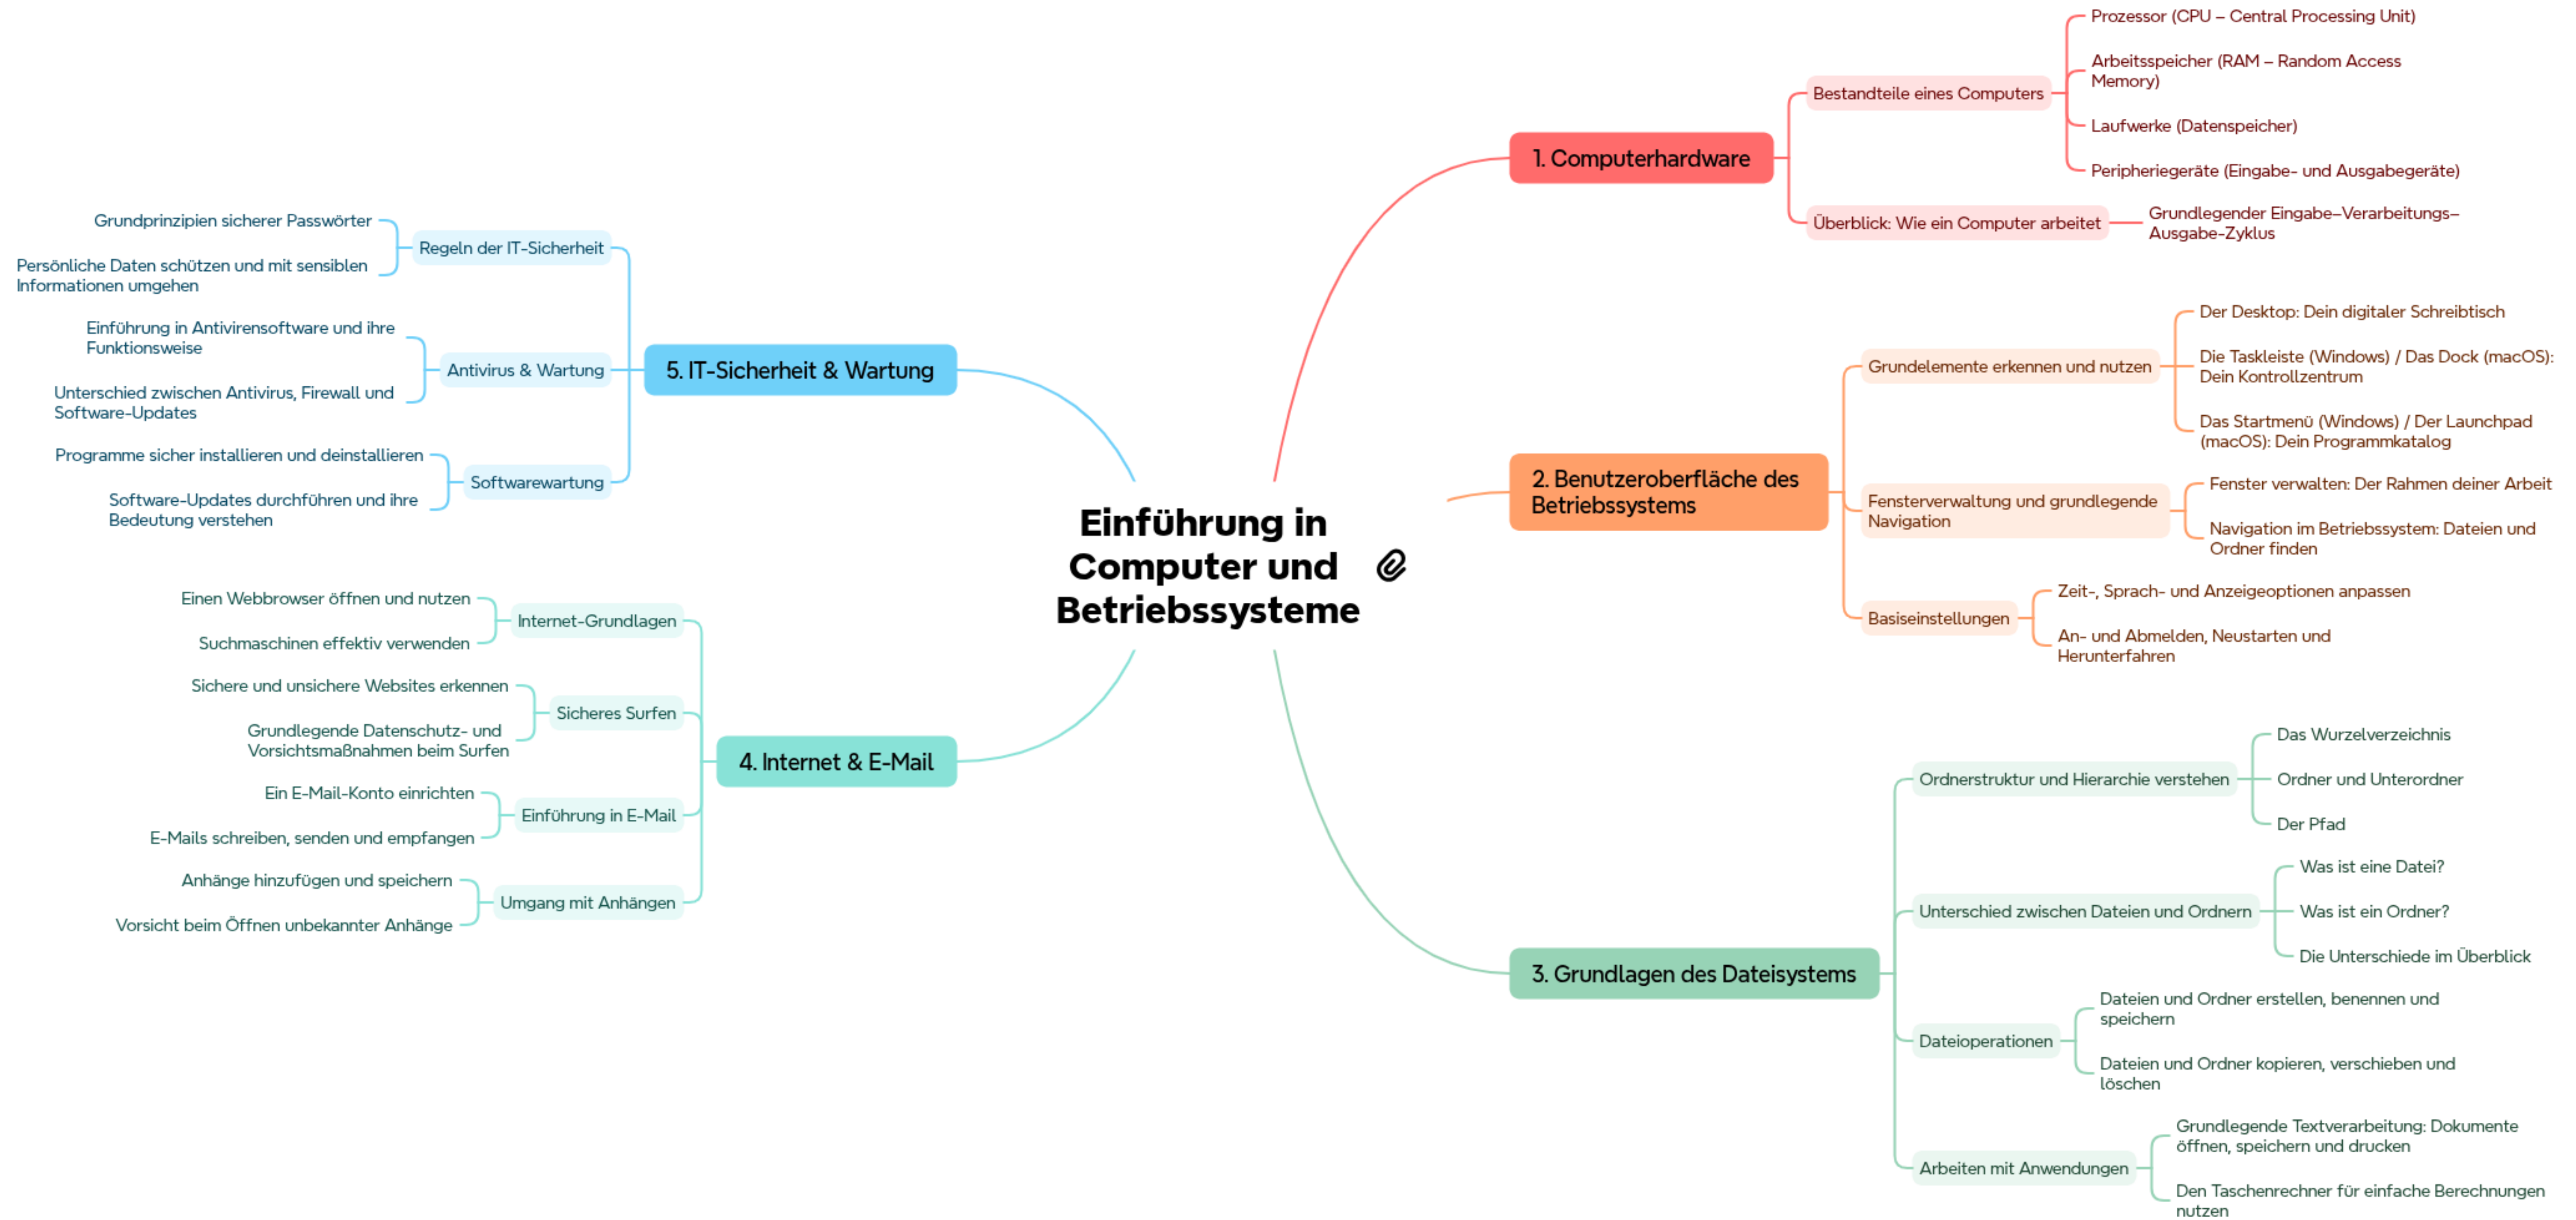 Einführung in
Computer und
Betriebssysteme
1. Computerhardware
Bestandteile eines Computers
Prozessor (CPU – Central Processing Unit)
Arbeitsspeicher (RAM – Random Access
Memory)
Laufwerke (Datenspeicher)
Peripheriegeräte (Eingabe- und Ausgabegeräte)
Überblick: Wie ein Computer arbeitet
Grundlegender Eingabe–Verarbeitungs–
Ausgabe-Zyklus
2. Benutzeroberfläche des
Betriebssystems
Grundelemente erkennen und nutzen
Der Desktop: Dein digitaler Schreibtisch
Die Taskleiste (Windows) / Das Dock (macOS):
Dein Kontrollzentrum
Das Startmenü (Windows) / Der Launchpad
(macOS): Dein Programmkatalog
Fensterverwaltung und grundlegende
Navigation
Fenster verwalten: Der Rahmen deiner Arbeit
Navigation im Betriebssystem: Dateien und
Ordner finden
Basiseinstellungen
Zeit-, Sprach- und Anzeigeoptionen anpassen
An- und Abmelden, Neustarten und
Herunterfahren
3. Grundlagen des Dateisystems
Ordnerstruktur und Hierarchie verstehen
Das Wurzelverzeichnis
Ordner und Unterordner
Der Pfad
Unterschied zwischen Dateien und Ordnern
Was ist eine Datei?
Was ist ein Ordner?
Die Unterschiede im Überblick
Dateioperationen
Dateien und Ordner erstellen, benennen und
speichern
Dateien und Ordner kopieren, verschieben und
löschen
Arbeiten mit Anwendungen
Grundlegende Textverarbeitung: Dokumente
öffnen, speichern und drucken
Den Taschenrechner für einfache Berechnungen
nutzen
4. Internet & E-Mail
Internet-Grundlagen
Einen Webbrowser öffnen und nutzen
Suchmaschinen effektiv verwenden
Sicheres Surfen
Sichere und unsichere Websites erkennen
Grundlegende Datenschutz- und
Vorsichtsmaßnahmen beim Surfen
Einführung in E-Mail
Ein E-Mail-Konto einrichten
E-Mails schreiben, senden und empfangen
Umgang mit Anhängen
Anhänge hinzufügen und speichern
Vorsicht beim Öffnen unbekannter Anhänge
5. IT-Sicherheit & Wartung
Regeln der IT-Sicherheit
Grundprinzipien sicherer Passwörter
Persönliche Daten schützen und mit sensiblen
Informationen umgehen
Antivirus & Wartung
Einführung in Antivirensoftware und ihre
Funktionsweise
Unterschied zwischen Antivirus, Firewall und
Software-Updates
Softwarewartung
Programme sicher installieren und deinstallieren
Software-Updates durchführen und ihre
Bedeutung verstehen